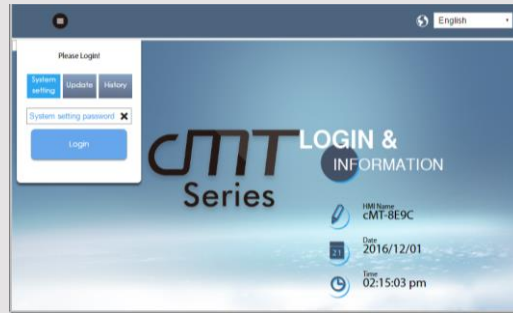 English
Please Login!
System setting
Update
History
System setting password
Login
cMT
Series
LOGIN &
INFORMATION
HMI Name
cMT-8E9C
21
Date
2016/12/01
Time
02:15:03 pm